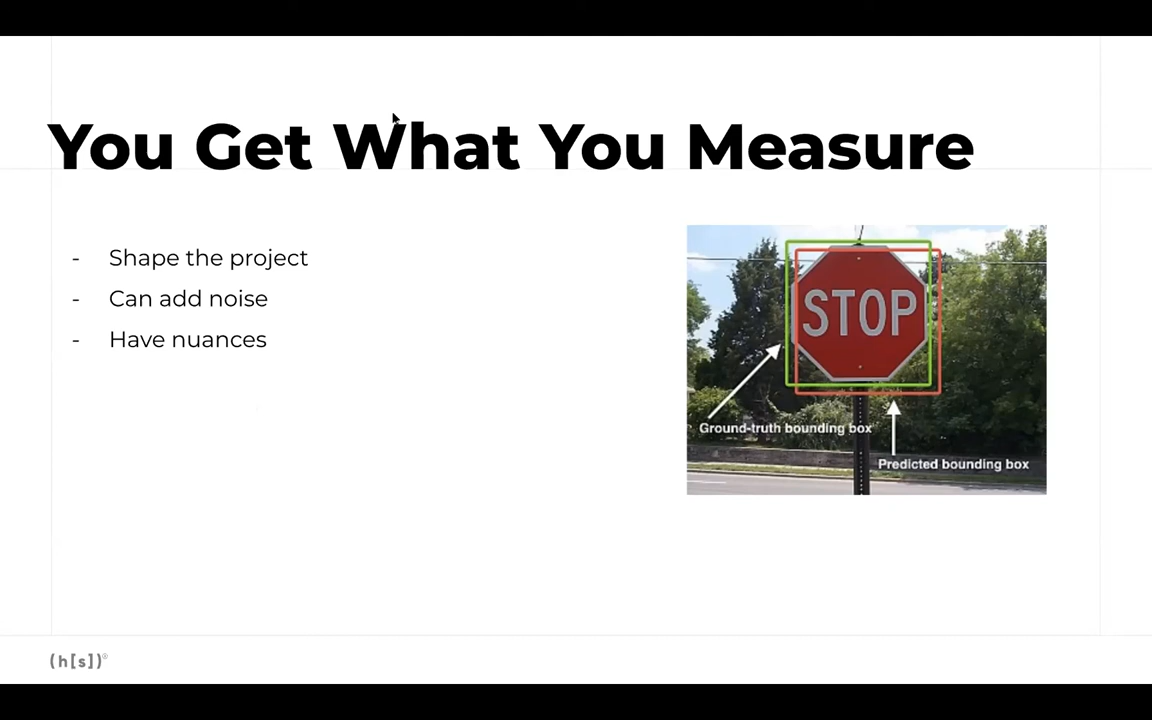 You Get What You Measure
- Shape the project
- Can add noise
- Have nuances
STOP
Ground-truth bounding box
Predicted bounding box
(h[s])®